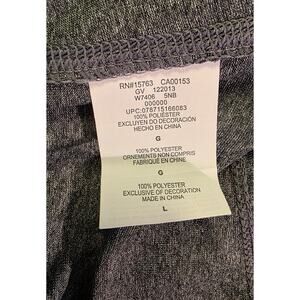 RN#15763 CA00153
GV 122013
W7406 5NB
000000
UPC:078715166083
100% POLIÉSTER
EXCLUYEN DO DECORACIÓN
HECHO EN CHINA
G
100% POLYESTER
ORNEMENTS NON COMPRIS
FABRIQUÉ EN CHINE
G
100% POLYESTER
EXCLUSIVE OF DECORATION
MADE IN CHINA
L